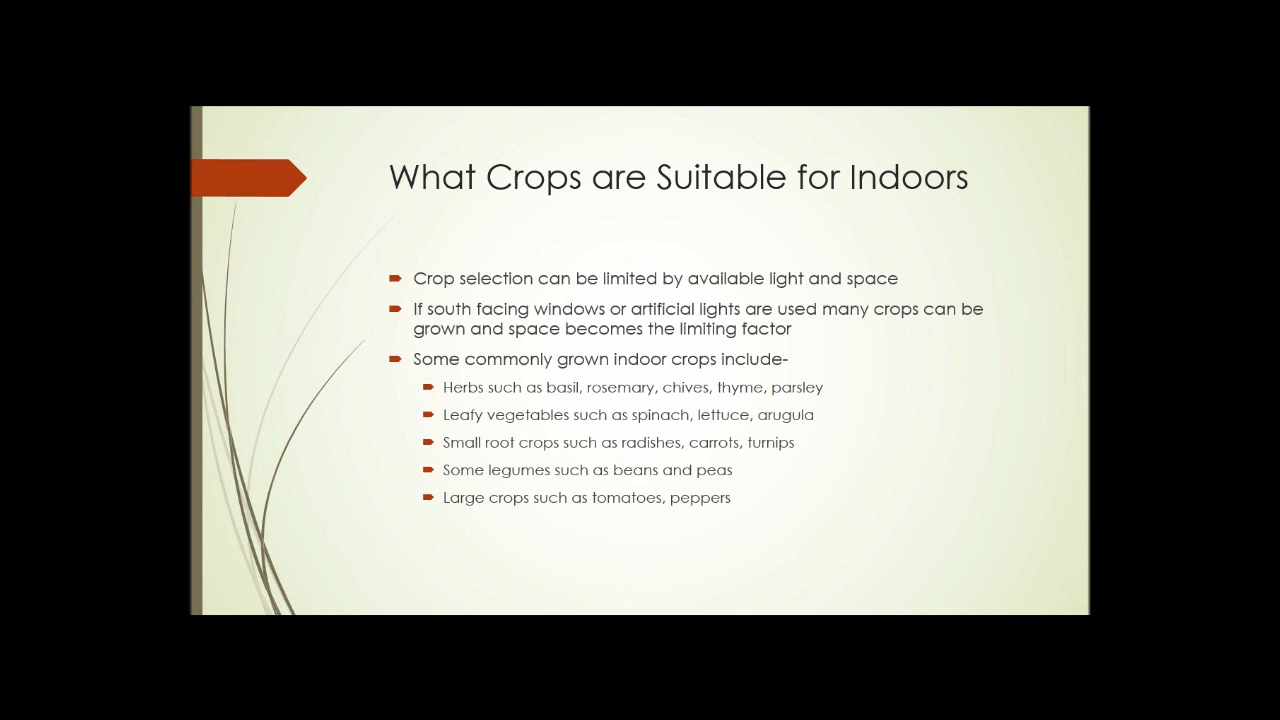 What Crops are Suitable for Indoors
Crop selection can be limited by available light and space
If south facing windows or artificial lights are used many crops can be
grown and space becomes the limiting factor
Some commonly grown indoor crops include-
Herbs such as basil, rosemary, chives, thyme, parsley
Leafy vegetables such as spinach, lettuce, arugula
Small root crops such as radishes, carrots, turnips
Some legumes such as beans and peas
Large crops such as tomatoes, peppers